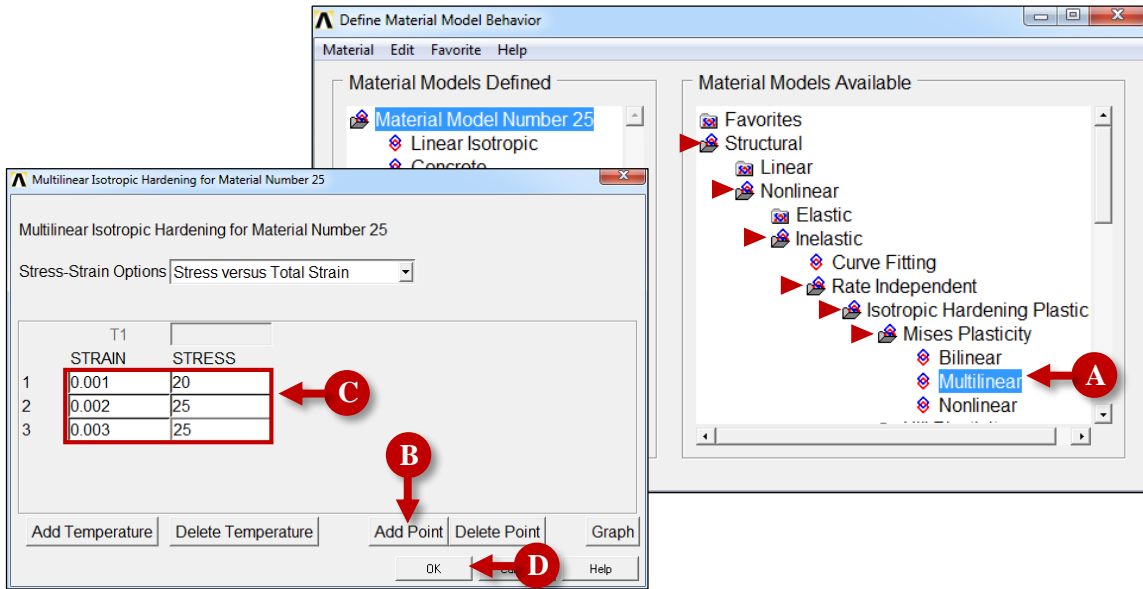 Define Material Model Behavior
Material Edit Favorite Help
Material Models Defined
Material Model Number 25
Linear Isotropic
Concrete
Material Models Available
Favorites
Structural
Linear
Nonlinear
Elastic
Inelastic
Curve Fitting
Rate Independent
Isotropic Hardening Plastic
Mises Plasticity
Bilinear
Multilinear
A
Nonlinear
Multilinear Isotropic Hardening for Material Number 25
Multilinear Isotropic Hardening for Material Number 25
Stress-Strain Options Stress versus Total Strain
T1
STRAIN STRESS
1 0.001 20
2 0.002 25
3 0.003 25
C
B
Add Temperature Delete Temperature Add Point Delete Point Graph
OK D Help